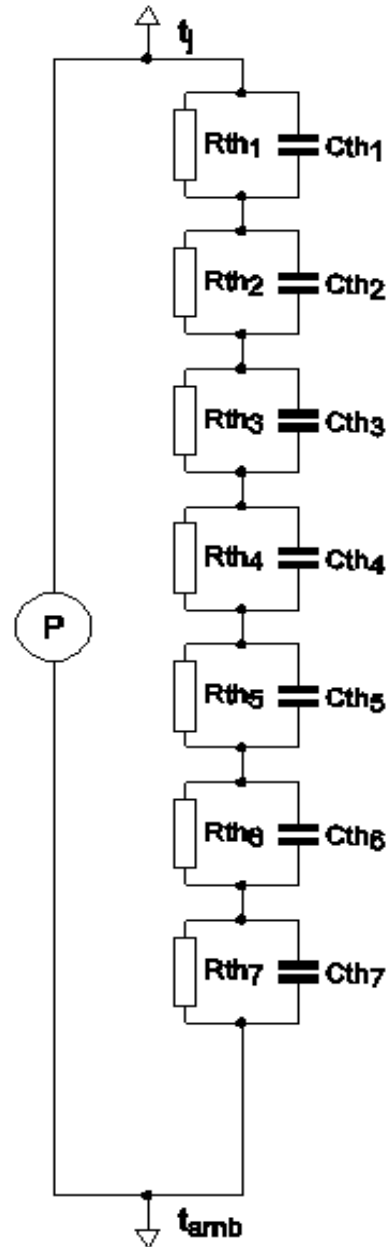 tj
Rth1 Cth1
Rth2 Cth2
Rth3 Cth3
Rth4 Cth4
P
Rth5 Cth5
Rth6 Cth6
Rth7 Cth7
tamb